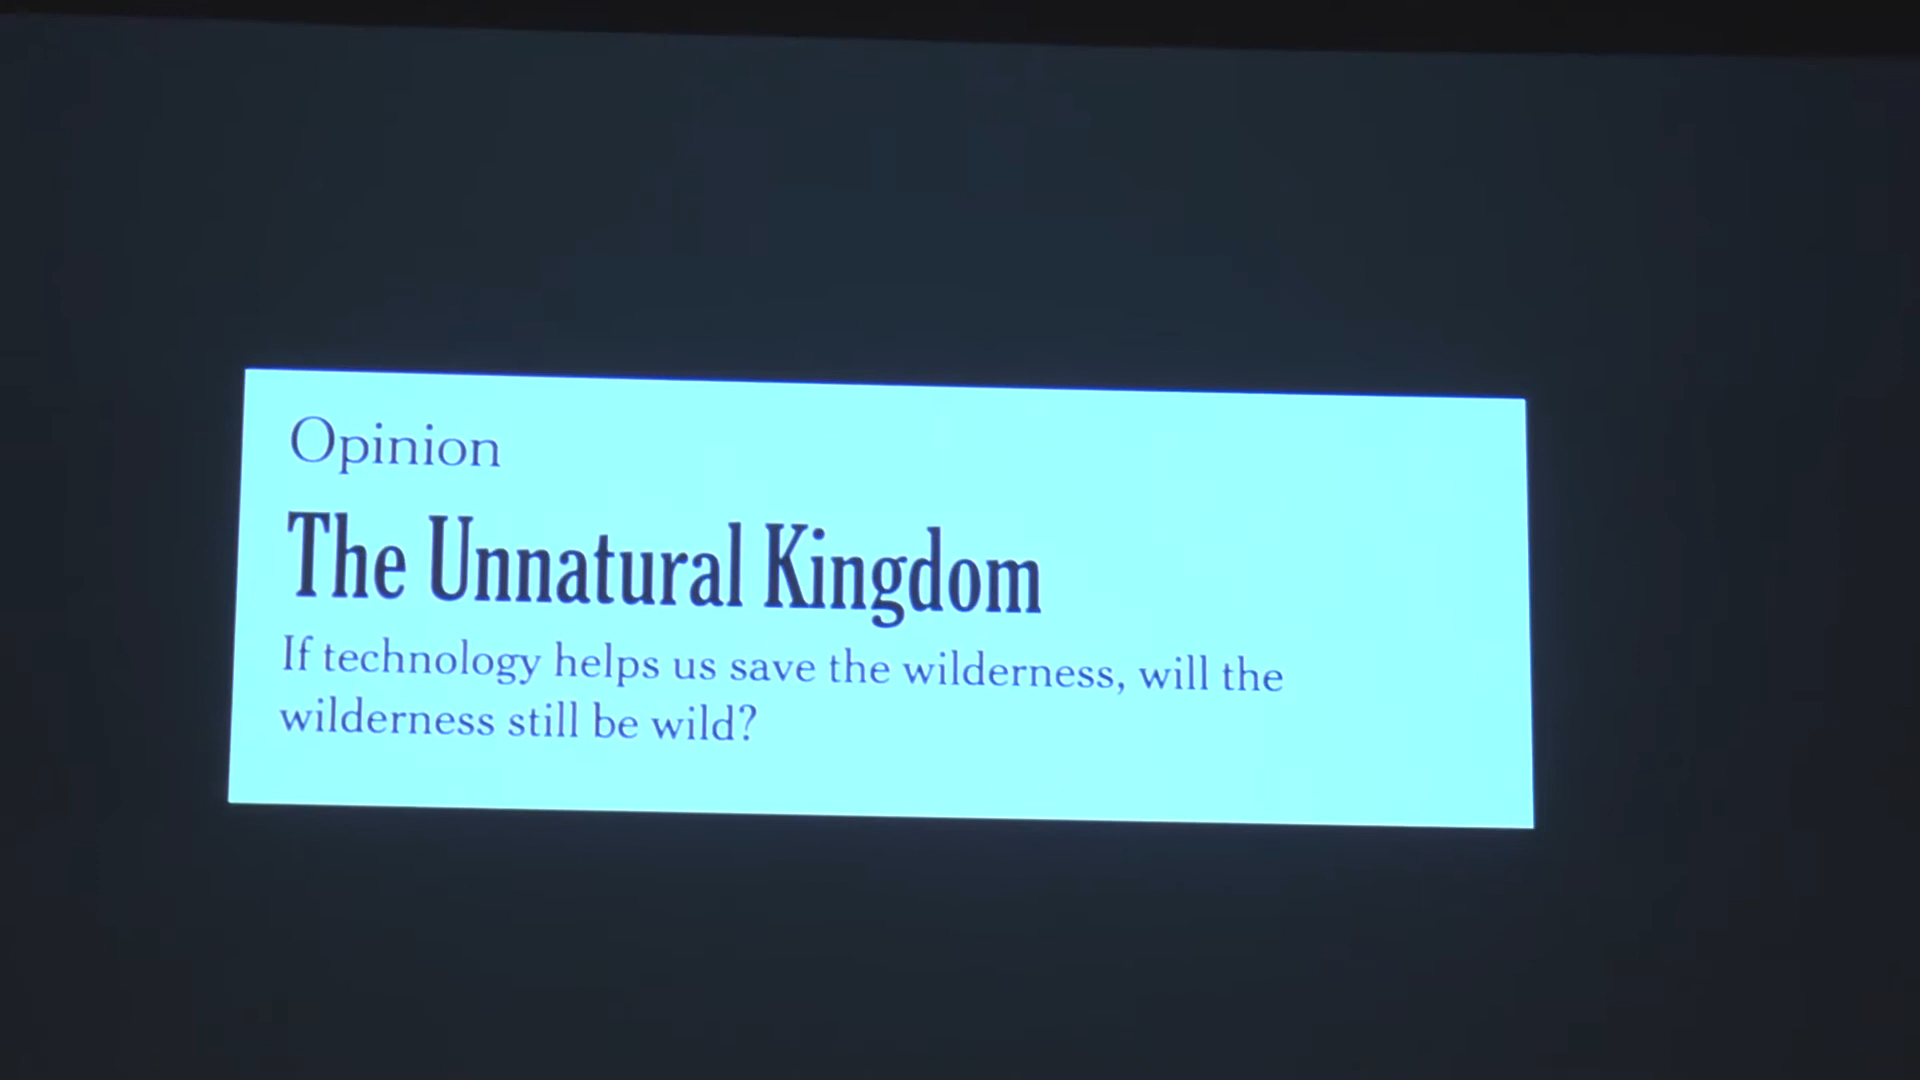 Opinion
The Unnatural Kingdom
If technology helps us save the wilderness, will the
wilderness still be wild?